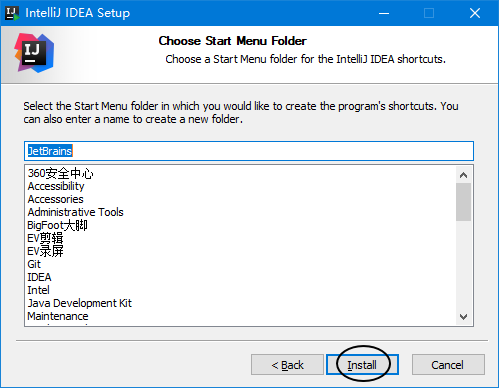 IntelliJ IDEA Setup
IJ
Choose Start Menu Folder
Choose a Start Menu folder for the IntelliJ IDEA shortcuts.
Select the Start Menu folder in which you would like to create the program's shortcuts. You
can also enter a name to create a new folder.
JetBrains
360安全中心
Accessibility
Accessories
Administrative Tools
BigFoot大脚
EV剪辑
EV录屏
Git
IDEA
Intel
Java Development Kit
Maintenance
< Back Install Cancel